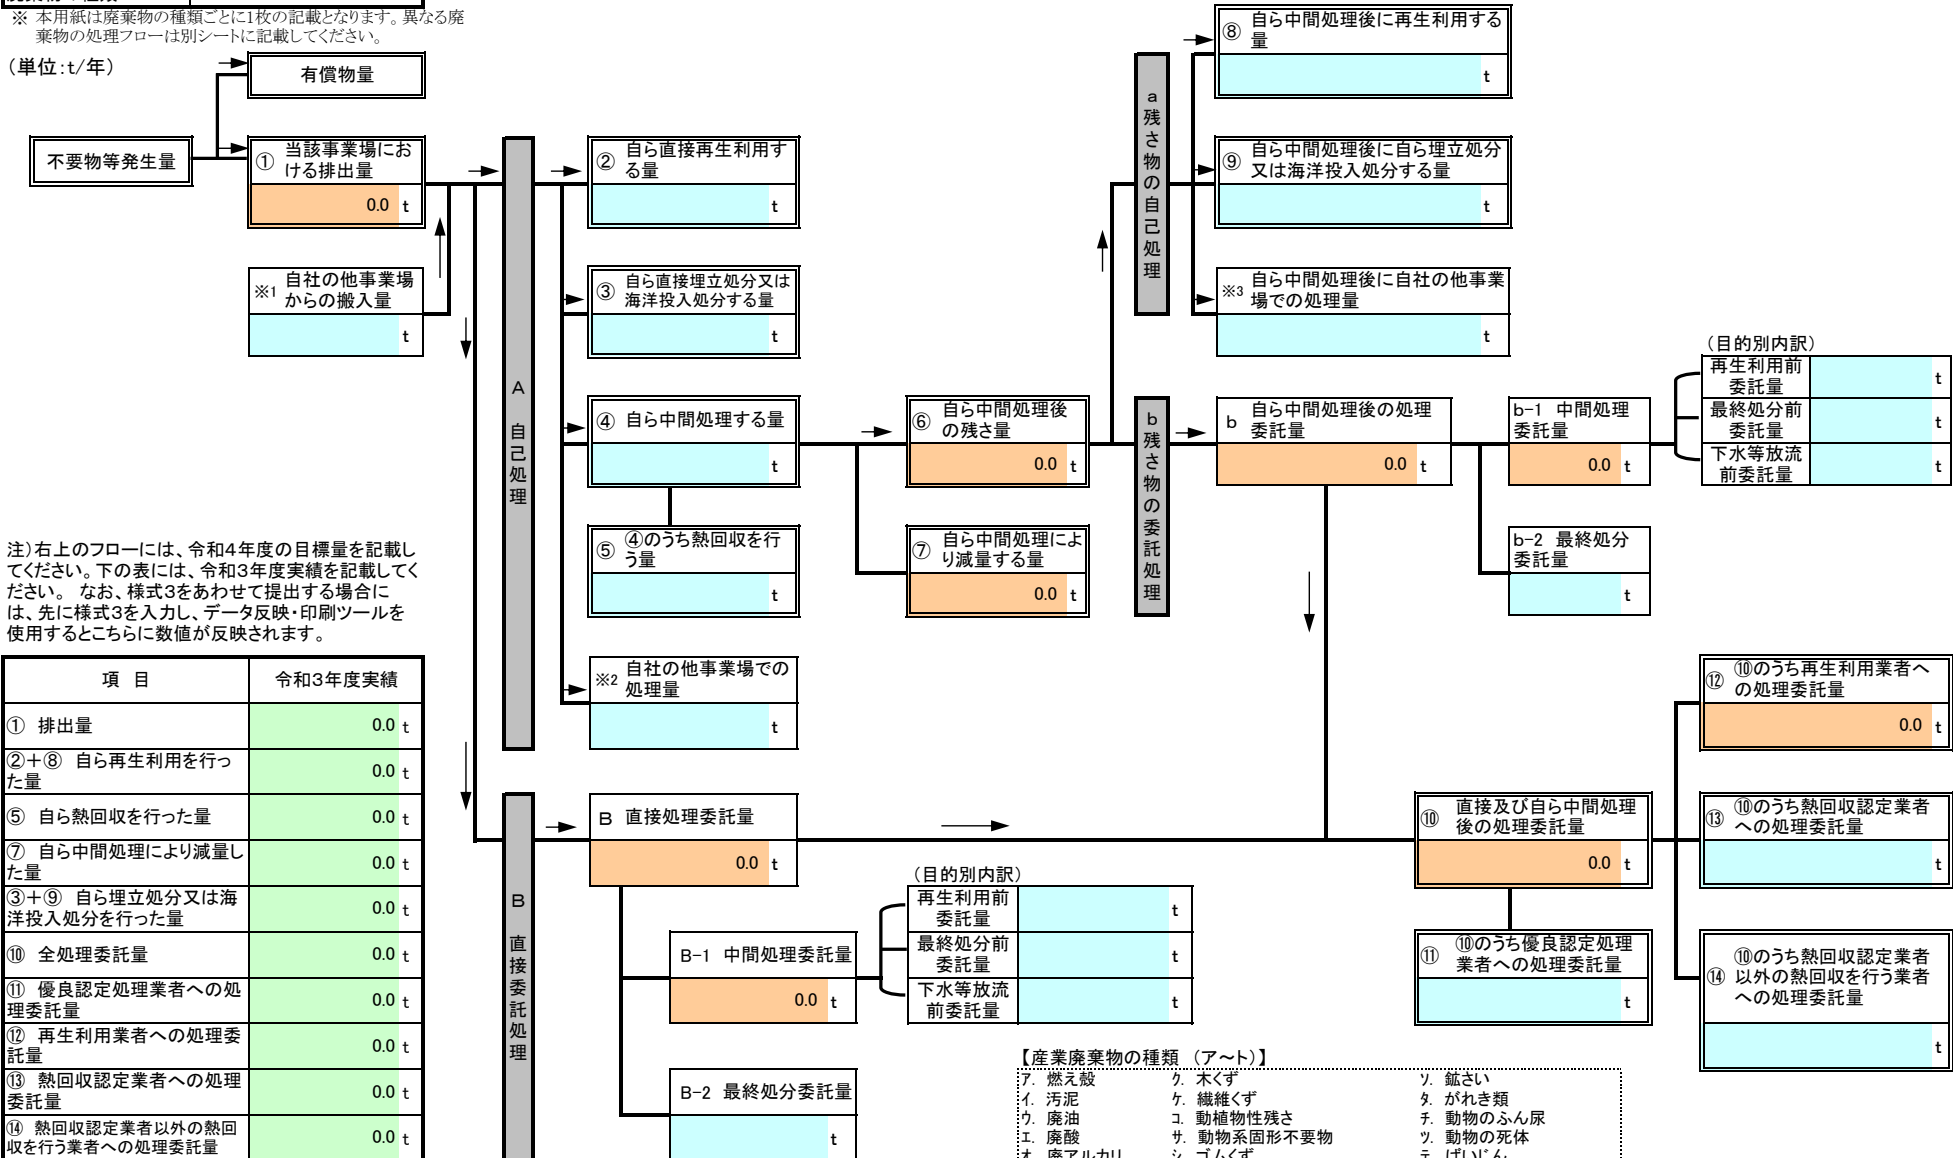 ※ 本用紙は廃棄物の種類ごとに1枚の記載となります。異なる廃
棄物の処理フローは別シートに記載してください。
(単位:t/年)
有償物量
不要物等発生量
① 当該事業場にお
ける排出量
0.0 t
※1 自社の他事業場
からの搬入量
t
A 自己処理
② 自ら直接再生利用す
る量
t
③ 自ら直接埋立処分又は
海洋投入処分する量
t
④ 自ら中間処理する量
t
⑤ ④のうち熱回収を行
う量
t
※2 自社の他事業場での
処理量
t
⑥ 自ら中間処理後
の残さ量
0.0 t
⑦ 自ら中間処理によ
り減量する量
0.0 t
a 残さ物の自己処理
⑧ 自ら中間処理後に再生利用する
量
t
⑨ 自ら中間処理後に自ら埋立処分
又は海洋投入処分する量
t
※3 自ら中間処理後に自社の他事業
場での処理量
t
b 残さ物の委託処理
b 自ら中間処理後の処理
委託量
0.0 t
b-1 中間処理
委託量
0.0 t
b-2 最終処分
委託量
t
(目的別内訳)
再生利用前
委託量
t
最終処分前
委託量
t
下水等放流
前委託量
t
注)右上のフローには、令和4年度の目標量を記載し
てください。下の表には、令和3年度実績を記載してく
ださい。 なお、様式3をあわせて提出する場合に
は、先に様式3を入力し、データ反映・印刷ツールを
使用するとこちらに数値が反映されます。
項 目 令和3年度実績
① 排出量 0.0 t
②+⑧ 自ら再生利用を行っ
た量 0.0 t
⑤ 自ら熱回収を行った量 0.0 t
⑦ 自ら中間処理により減量し
た量 0.0 t
③+⑨ 自ら埋立処分又は海
洋投入処分を行った量 0.0 t
⑩ 全処理委託量 0.0 t
⑪ 優良認定処理業者への処
理委託量 0.0 t
⑫ 再生利用業者への処理委
託量 0.0 t
⑬ 熱回収認定業者への処理
委託量 0.0 t
⑭ 熱回収認定業者以外の熱回
収を行う業者への処理委託量 0.0 t
B 直接委託処理
B 直接処理委託量
0.0 t
B-1 中間処理委託量
0.0 t
B-2 最終処分委託量
t
(目的別内訳)
再生利用前
委託量
t
最終処分前
委託量
t
下水等放流
前委託量
t
⑩ 直接及び自ら中間処理
後の処理委託量
0.0 t
⑪ ⑩のうち優良認定処理
業者への処理委託量
t
⑫ ⑩のうち再生利用業者へ
の処理委託量
0.0 t
⑬ ⑩のうち熱回収認定業者
への処理委託量
t
⑭ ⑩のうち熱回収認定業者
以外の熱回収を行う業者
への処理委託量
t
【産業廃棄物の種類 (ア~ト)】
ア. 燃え殻 ク. 木くず ソ. 鉱さい
イ. 汚泥 ケ. 繊維くず タ. がれき類
ウ. 廃油 コ. 動植物性残さ チ. 動物のふん尿
エ. 廃酸 サ. 動物系固形不要物 ツ. 動物の死体
オ. 廃アルカリ シ. ゴムくず テ. ばいじん